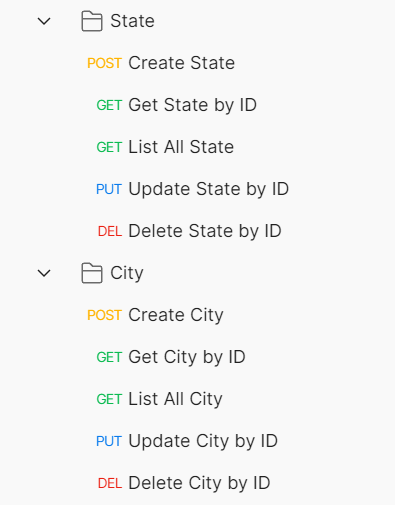 State
POST Create State
GET Get State by ID
GET List All State
PUT Update State by ID
DEL Delete State by ID
City
POST Create City
GET Get City by ID
GET List All City
PUT Update City by ID
DEL Delete City by ID